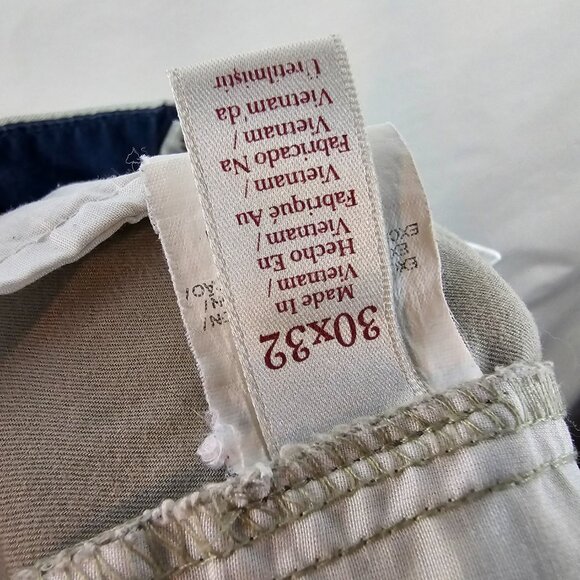 30x32
Made In
Vietnam/
Hecho En
Vietnam/
Fabriqué Au
Vietnam/
Fabricado Na
Vietnam/
Vietnam'da
Üretilmiştir